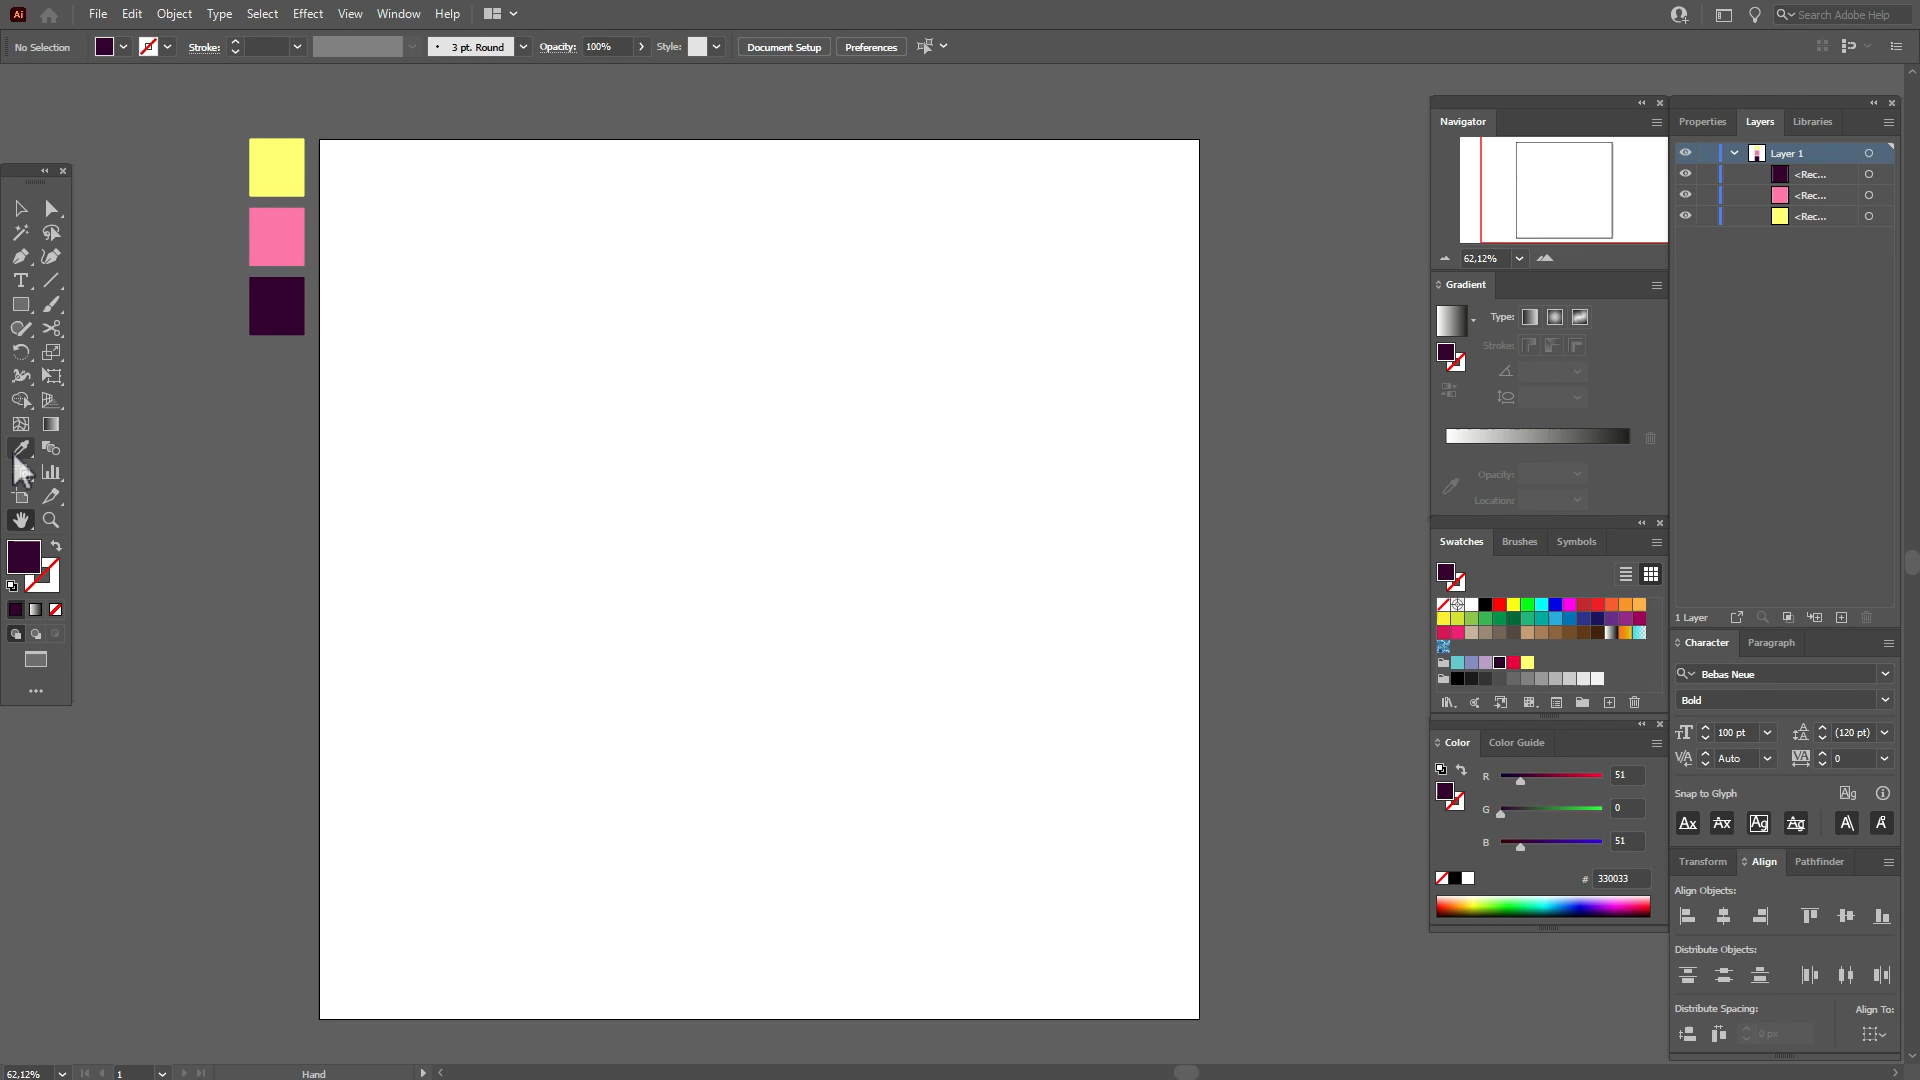 Ai File Edit Object Type Select Effect View Window Help Search Adobe Help
No Selection Stroke: 3 pt. Round Opacity: 100% Style: Document Setup Preferences
Navigator
62,12%
Gradient
Type:
Stroke:
Opacity:
Location:
Swatches Brushes Symbols
Color Color Guide
R 51
G 0
B 51
# 330033
Properties Layers Libraries
Layer 1
<Rec...
<Rec...
<Rec...
1 Layer
Character Paragraph
Bebas Neue
Bold
100 pt (120 pt)
Auto 0
Snap to Glyph
Transform Align Pathfinder
Align Objects:
Distribute Objects:
Distribute Spacing: Align To:
0 px
62,12% 1 Hand